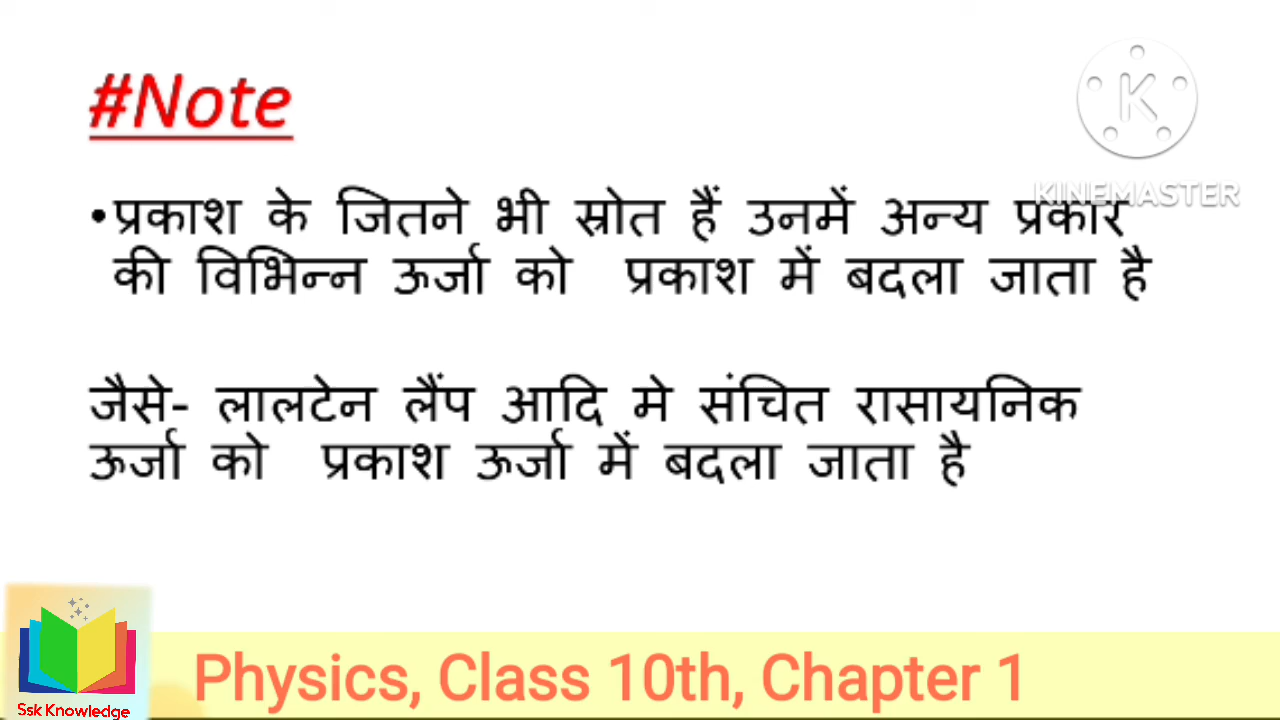 #Note
K
KINEMASTER
•प्रकाश के जितने भी स्रोत हैं उनमें अन्य प्रकार
की विभिन्न ऊर्जा को प्रकाश में बदला जाता है
जैसे- लालटेन लैंप आदि मे संचित रासायनिक
ऊर्जा को प्रकाश ऊर्जा में बदला जाता है
Physics, Class 10th, Chapter 1
Ssk Knowledge